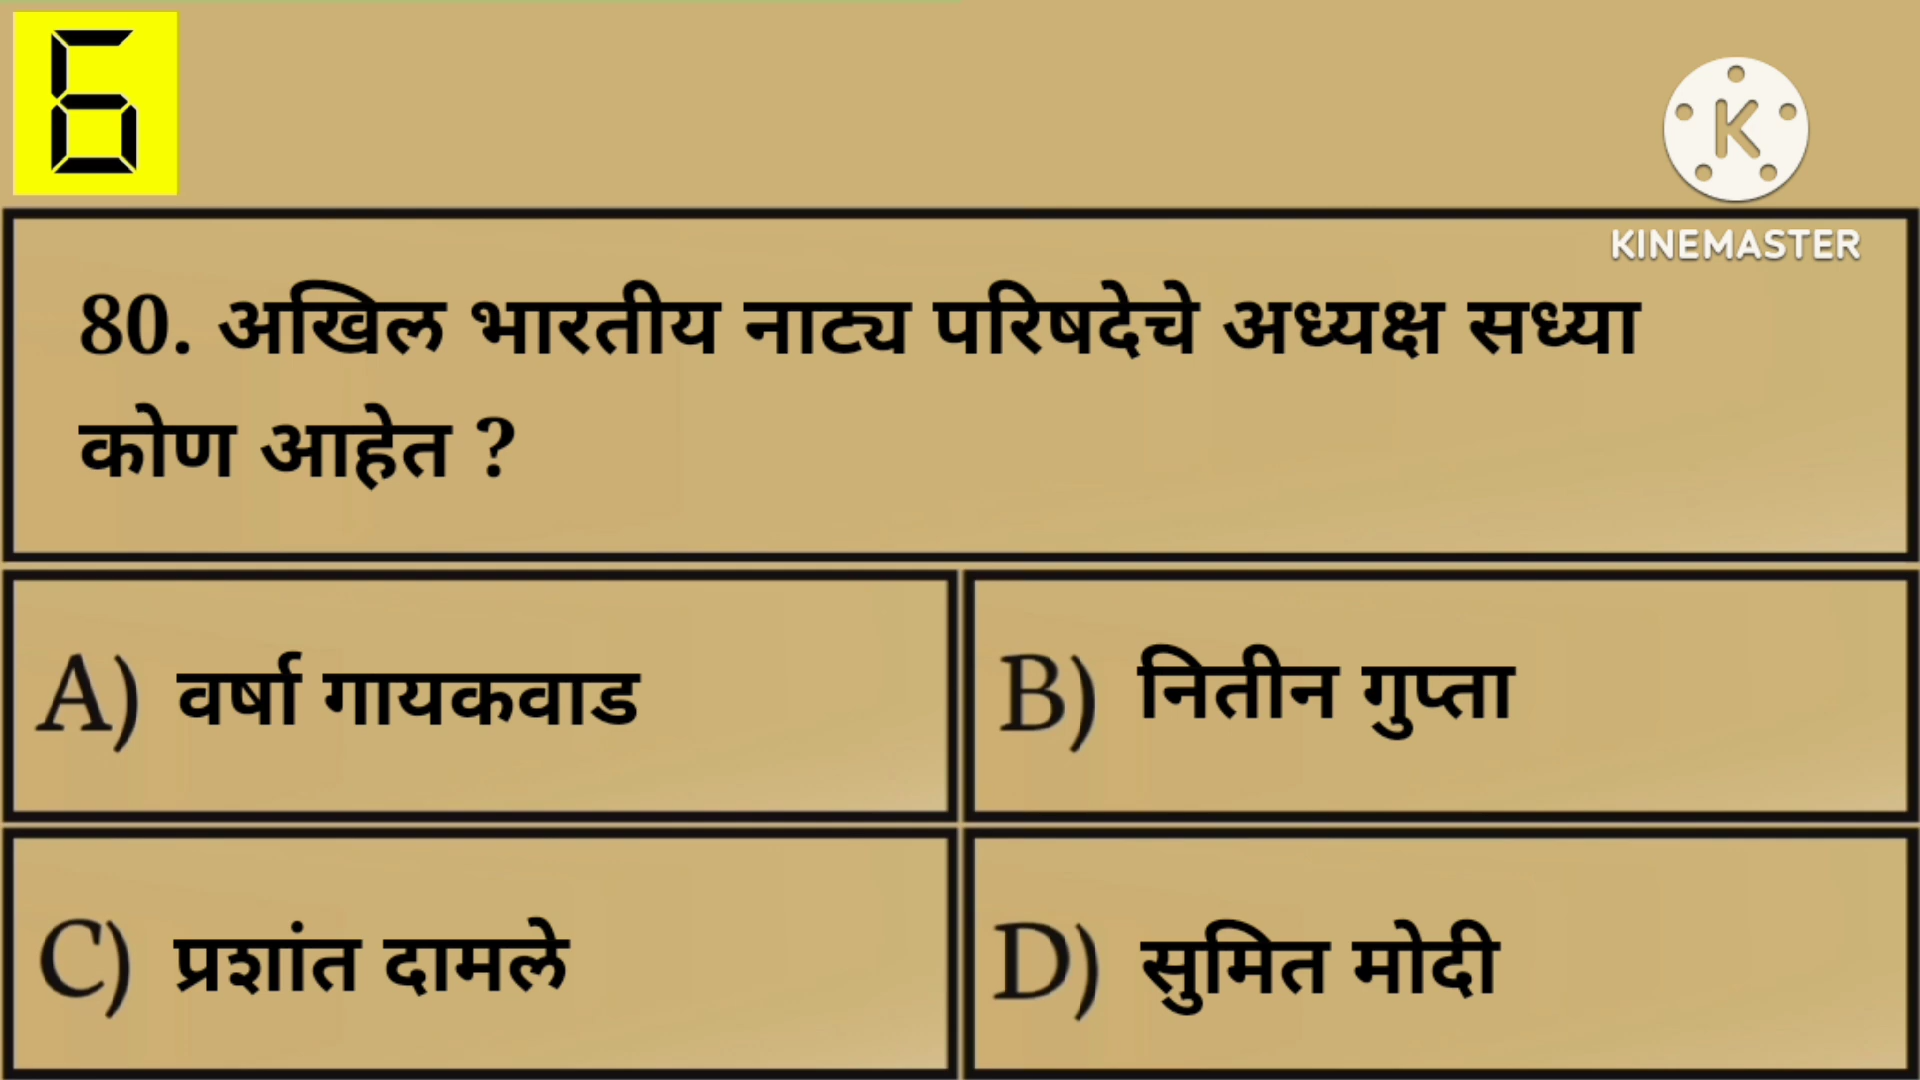 6
K
KINEMASTER
80. अखिल भारतीय नाट्य परिषदेचे अध्यक्ष सध्या
कोण आहेत ?
A) वर्षा गायकवाड
B) नितीन गुप्ता
C) प्रशांत दामले
D) सुमित मोदी